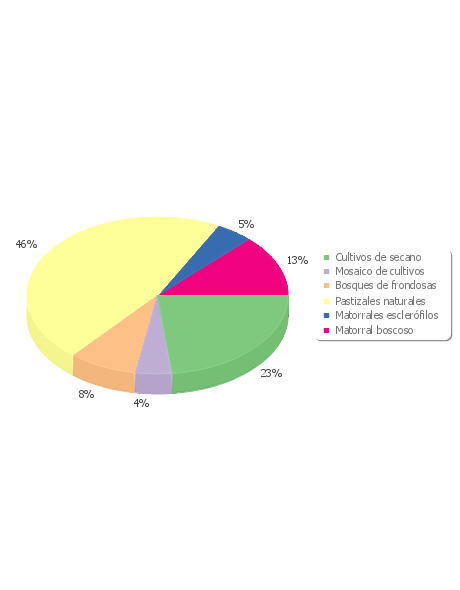 5%
46%
13%
Cultivos de secano
Mosaico de cultivos
Bosques de frondosas
Pastizales naturales
Matorrales esclerófilos
Matorral boscoso
23%
8%
4%